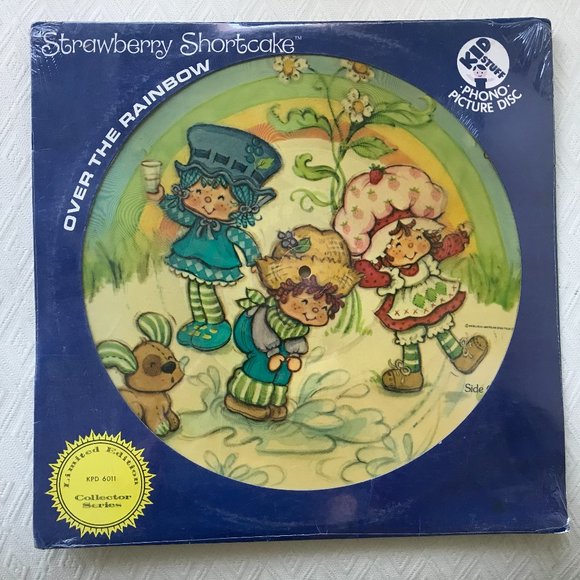 Strawberry Shortcake™
OVER THE RAINBOW
KID
STUFF
PHONO
PICTURE DISC
Side
Limited Edition
KPD 6011
Collector
Series